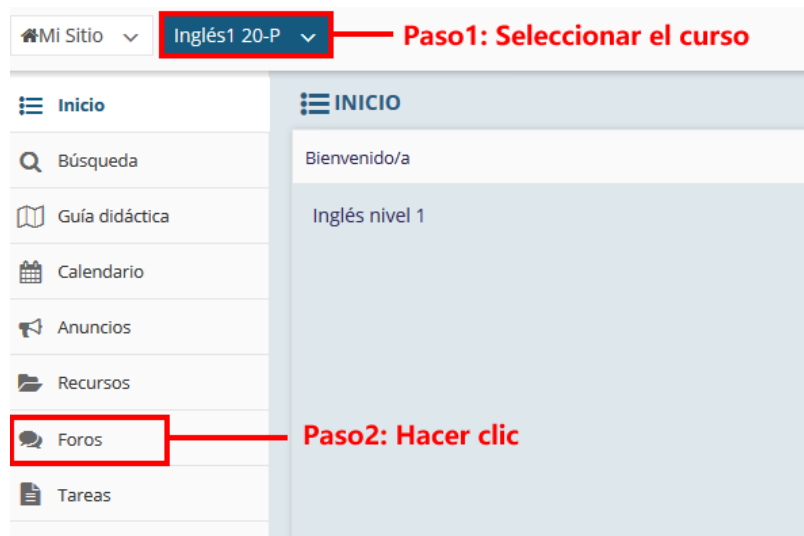 Mi Sitio
Inglés1 20-P
Paso1: Seleccionar el curso
Inicio
INICIO
Búsqueda
Bienvenido/a
Guía didáctica
Inglés nivel 1
Calendario
Anuncios
Recursos
Foros
Paso2: Hacer clic
Tareas